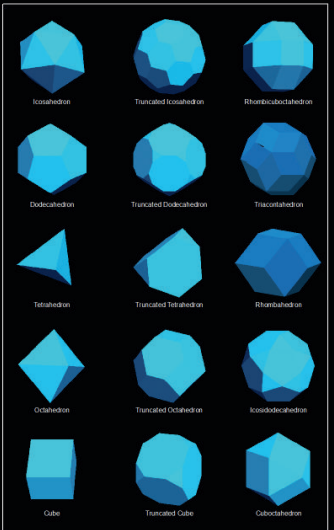 Icosahedron
Truncated Icosahedron
Rhombicuboctahedron
Dodecahedron
Truncated Dodecahedron
Triacontahedron
Tetrahedron
Truncated Tetrahedron
Rhombahedron
Octahedron
Truncated Octahedron
Icosidodecahedron
Cube
Truncated Cube
Cuboctahedron